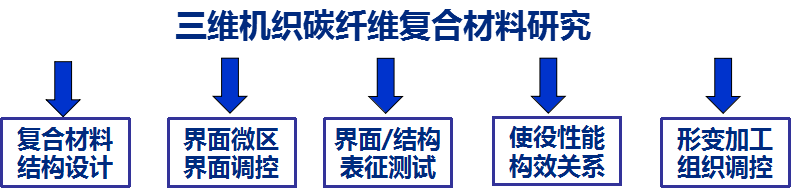 三维机织碳纤维复合材料研究
复合材料
结构设计
界面微区
界面调控
界面/结构
表征测试
使役性能
构效关系
形变加工
组织调控